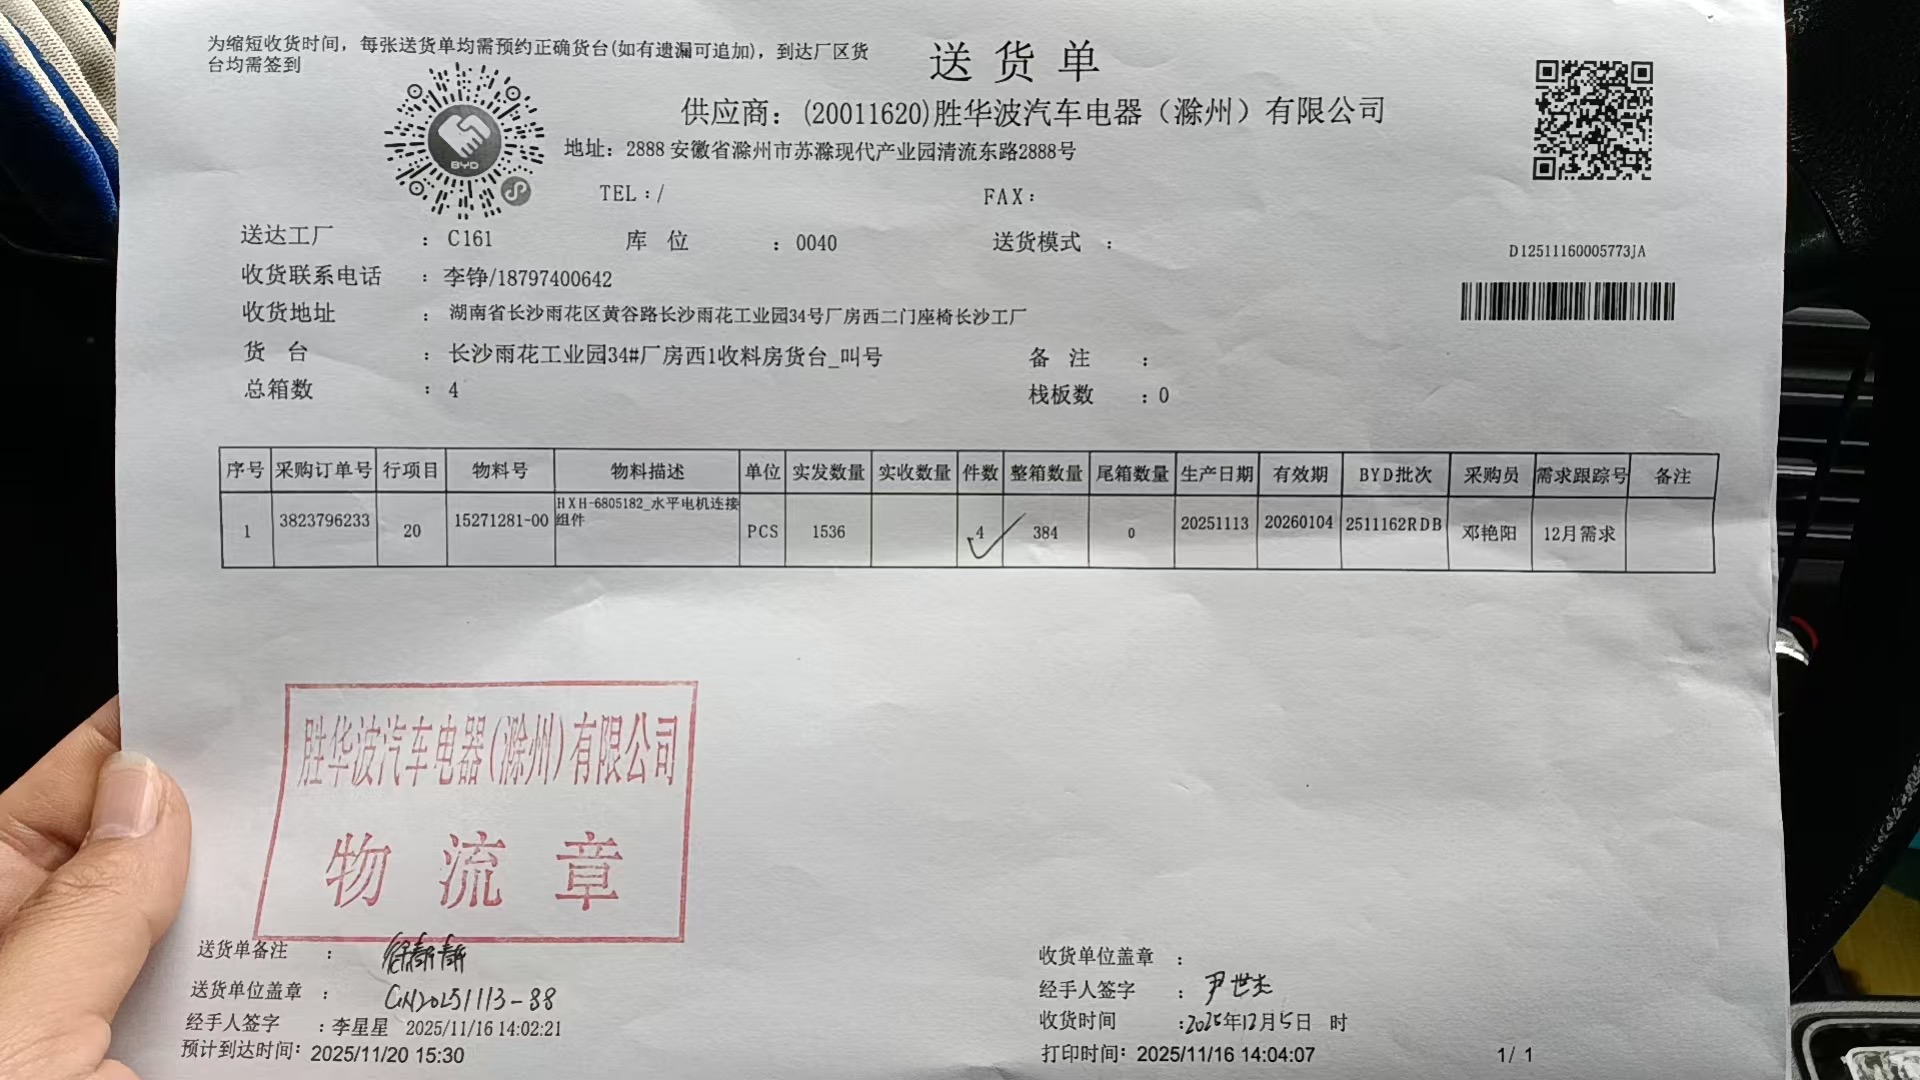 为缩短收货时间，每张送货单均需预约正确货台(如有遗漏可追加)，到达厂区货
台均需签到
送货单
供应商：(20011620)胜华波汽车电器（滁州）有限公司
BYD
地址：2888 安徽省滁州市苏滁现代产业园清流东路2888号
TEL：/ FAX：
送达工厂 ：C161 库 位 ：0040 送货模式 ：
D12511160005773JA
收货联系电话 ：李铮/18797400642
收货地址 ：湖南省长沙雨花区黄谷路长沙雨花工业园34号厂房西二门座椅长沙工厂
货 台 ：长沙雨花工业园34#厂房西1收料房货台_叫号 备 注 ：
总箱数 ：4 栈板数 ：0
序号 采购订单号 行项目 物料号 物料描述 单位 实发数量 实收数量 件数 整箱数量 尾箱数量 生产日期 有效期 BYD批次 采购员 需求跟踪号 备注
1 3823796233 20 15271281-00 HXH-6805182_水平电机连接组件 PCS 1536 4 384 0 20251113 20260104 2511162RDB 邓艳阳 12月需求
胜华波汽车电器(滁州)有限公司
物流章
送货单备注 ：
送货单位盖章 ：
经手人签字 ：李星星 2025/11/16 14:02:21
预计到达时间：2025/11/20 15:30
收货单位盖章 ：
经手人签字 ：尹世杰
收货时间 ：2025年12月5日 时
打印时间：2025/11/16 14:04:07 1/ 1